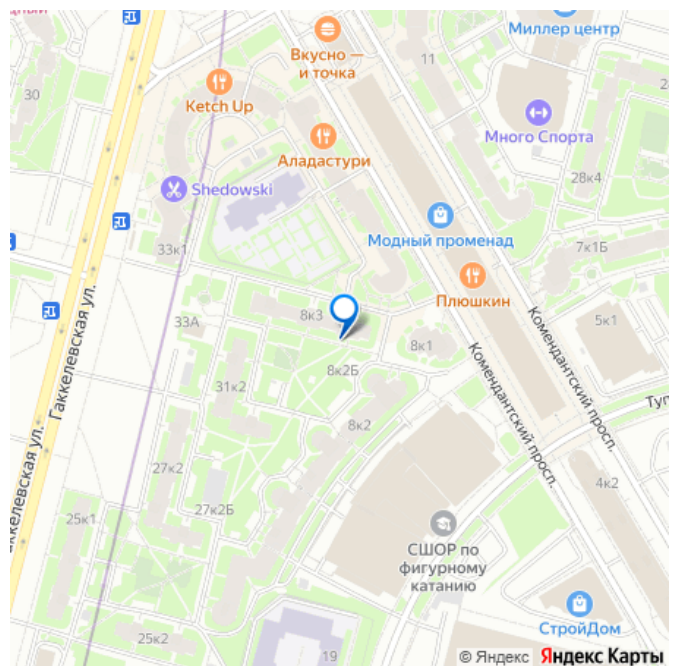 Миллер центр
Вкусно —
и точка
11
30
Ketch Up
Много Спорта
Аладастури
28к4
Shedowski
Модный променад
7к1Б
33к1
Плюшкин
8к3
33А
8к1
5к1
Комендантский просп.
Гаккелевская ул.
Комендантский просп.
8к2Б
31к2
8к2
27к2
4к2
27к2Б
25к1
СШОР по
фигурному
катанию
СтройДом
25к2
19
© Яндекс Яндекс Карты